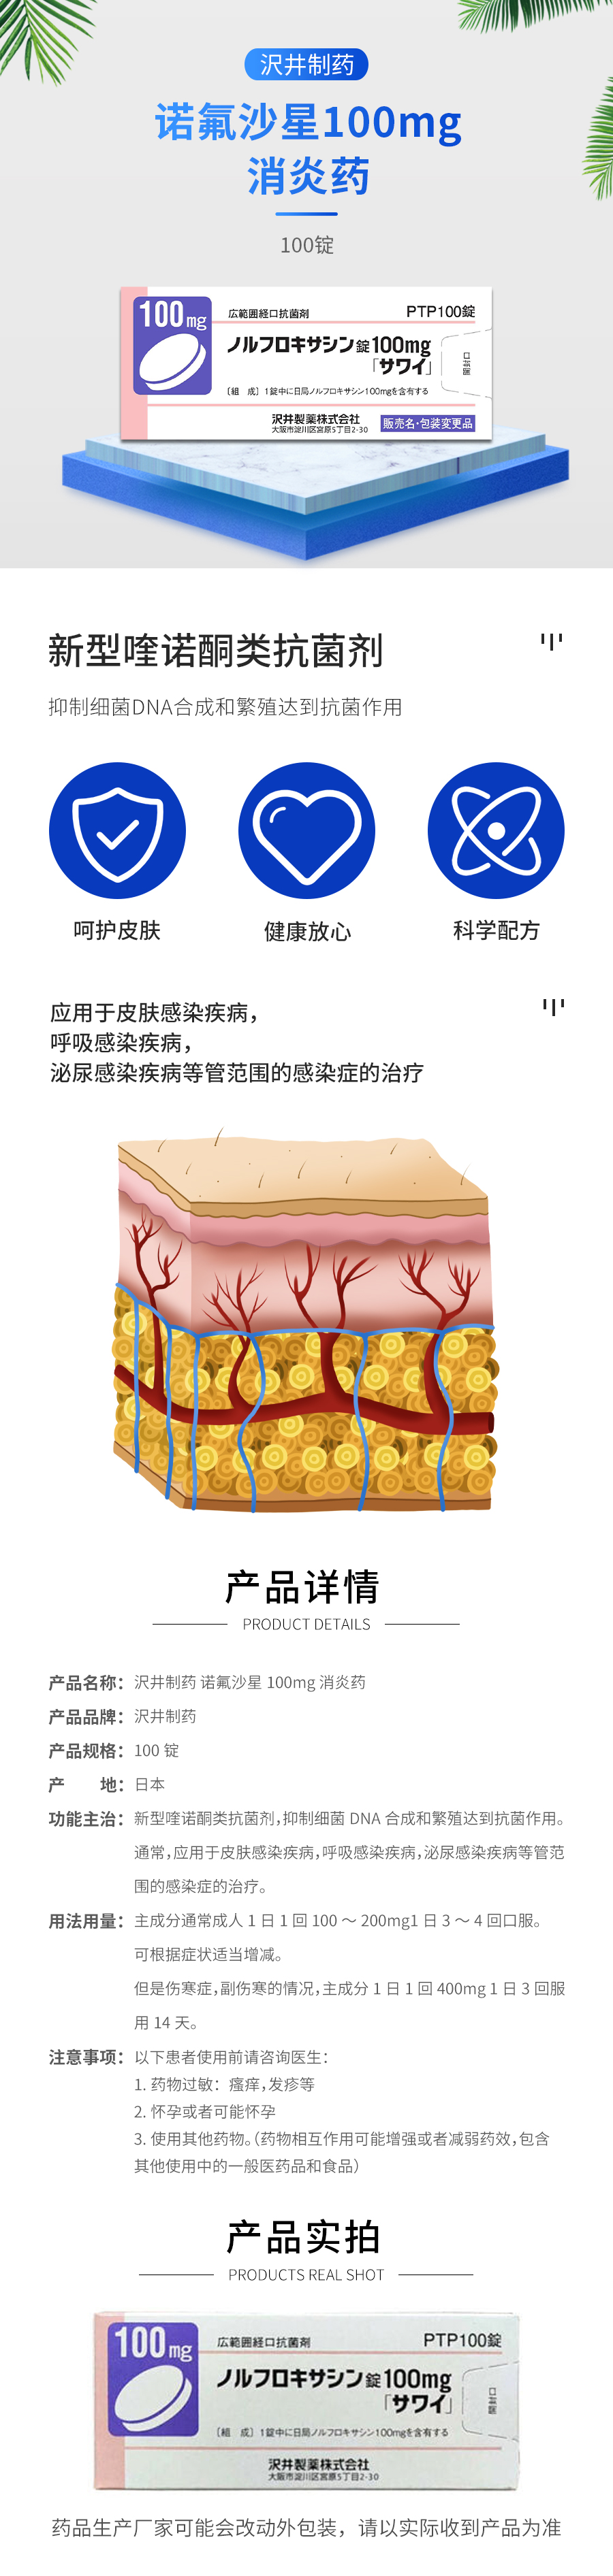 沢井制药
诺氟沙星100mg
消炎药
100锭
100mg
広範囲経口抗菌剤
PTP100錠
ノルフロキサシン錠100mg
「サワイ」
開封口
〔組 成〕1錠中に日局ノルフロキサシン100mgを含有する
沢井製薬株式会社
大阪市淀川区宮原5丁目2-30
販売名·包装変更品
新型喹诺酮类抗菌剂
抑制细菌DNA合成和繁殖达到抗菌作用
呵护皮肤
健康放心
科学配方
应用于皮肤感染疾病，
呼吸感染疾病，
泌尿感染疾病等管范围的感染症的治疗
产品详情
PRODUCT DETAILS
产品名称：沢井制药 诺氟沙星 100mg 消炎药
产品品牌：沢井制药
产品规格：100 锭
产 地：日本
功能主治：新型喹诺酮类抗菌剂，抑制细菌 DNA 合成和繁殖达到抗菌作用。
通常，应用于皮肤感染疾病，呼吸感染疾病，泌尿感染疾病等管范
围的感染症的治疗。
用法用量：主成分通常成人 1 日 1 回 100 ～ 200mg1 日 3 ～ 4 回口服。
可根据症状适当增减。
但是伤寒症，副伤寒的情况，主成分 1 日 1 回 400mg 1 日 3 回服
用 14 天。
注意事项：以下患者使用前请咨询医生：
1. 药物过敏：瘙痒，发疹等
2. 怀孕或者可能怀孕
3. 使用其他药物。（药物相互作用可能增强或者减弱药效，包含
其他使用中的一般医药品和食品）
产品实拍
PRODUCTS REAL SHOT
100mg
広範囲経口抗菌剤
PTP100錠
ノルフロキサシン錠100mg
「サワイ」
開封口
〔組 成〕1錠中に日局ノルフロキサシン100mgを含有する
沢井製薬株式会社
大阪市淀川区宮原5丁目2-30
药品生产厂家可能会改动外包装，请以实际收到产品为准